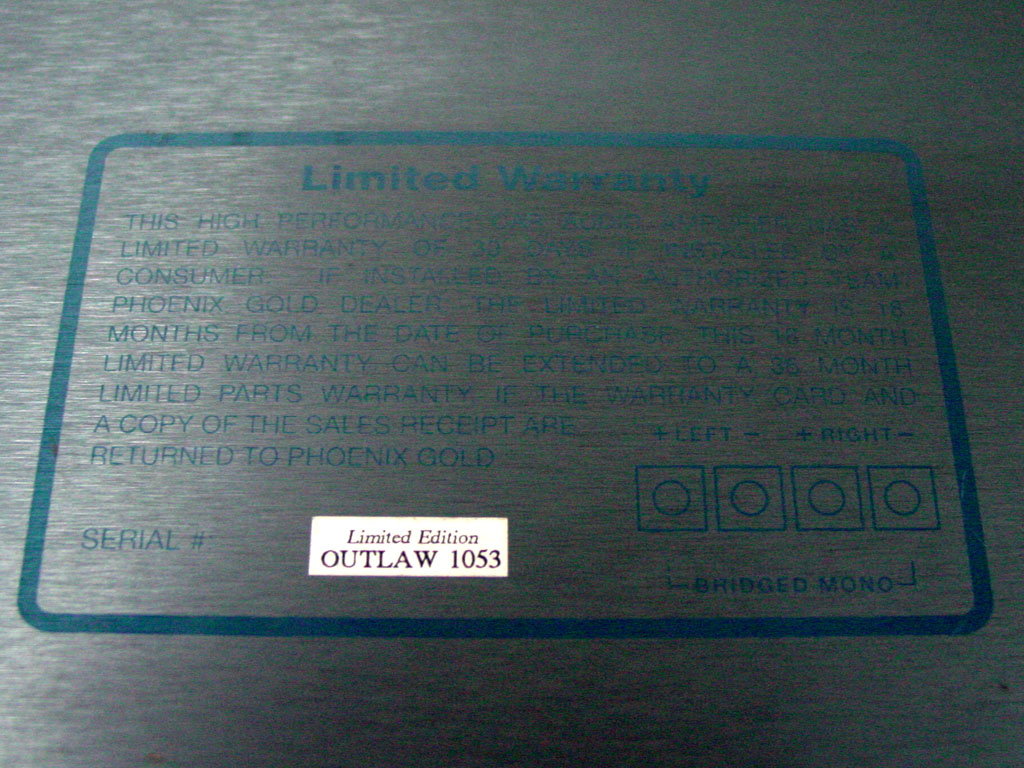 Limited Warranty
THIS HIGH PERFORMANCE CAR AUDIO AMPLIFIER HAS A
LIMITED WARRANTY OF 30 DAYS IF INSTALLED BY A
CONSUMER. IF INSTALLED BY AN AUTHORIZED TEAM
PHOENIX GOLD DEALER, THE LIMITED WARRANTY IS 18
MONTHS FROM THE DATE OF PURCHASE. THIS 18 MONTH
LIMITED WARRANTY CAN BE EXTENDED TO A 36 MONTH
LIMITED PARTS WARRANTY IF THE WARRANTY CARD AND
A COPY OF THE SALES RECEIPT ARE
RETURNED TO PHOENIX GOLD
+ LEFT - + RIGHT -
SERIAL #:
Limited Edition
OUTLAW 1053
BRIDGED MONO